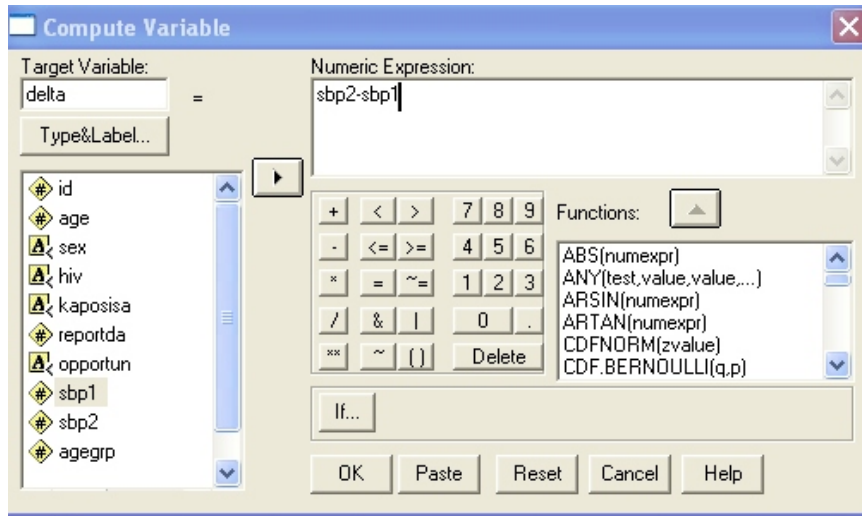 Compute Variable
Target Variable:
delta
=
Type&Label...
Numeric Expression:
sbp2-sbp1
id
age
sex
hiv
kaposisa
reportda
opportun
sbp1
sbp2
agegrp
+ < > 7 8 9
- <= >= 4 5 6
* = ~= 1 2 3
/ & | 0 .
** ~ () Delete
Functions:
ABS(numexpr)
ANY(test,value,value,...)
ARSIN(numexpr)
ARTAN(numexpr)
CDFNORM(zvalue)
CDF.BERNOULLI(q,p)
If...
OK Paste Reset Cancel Help